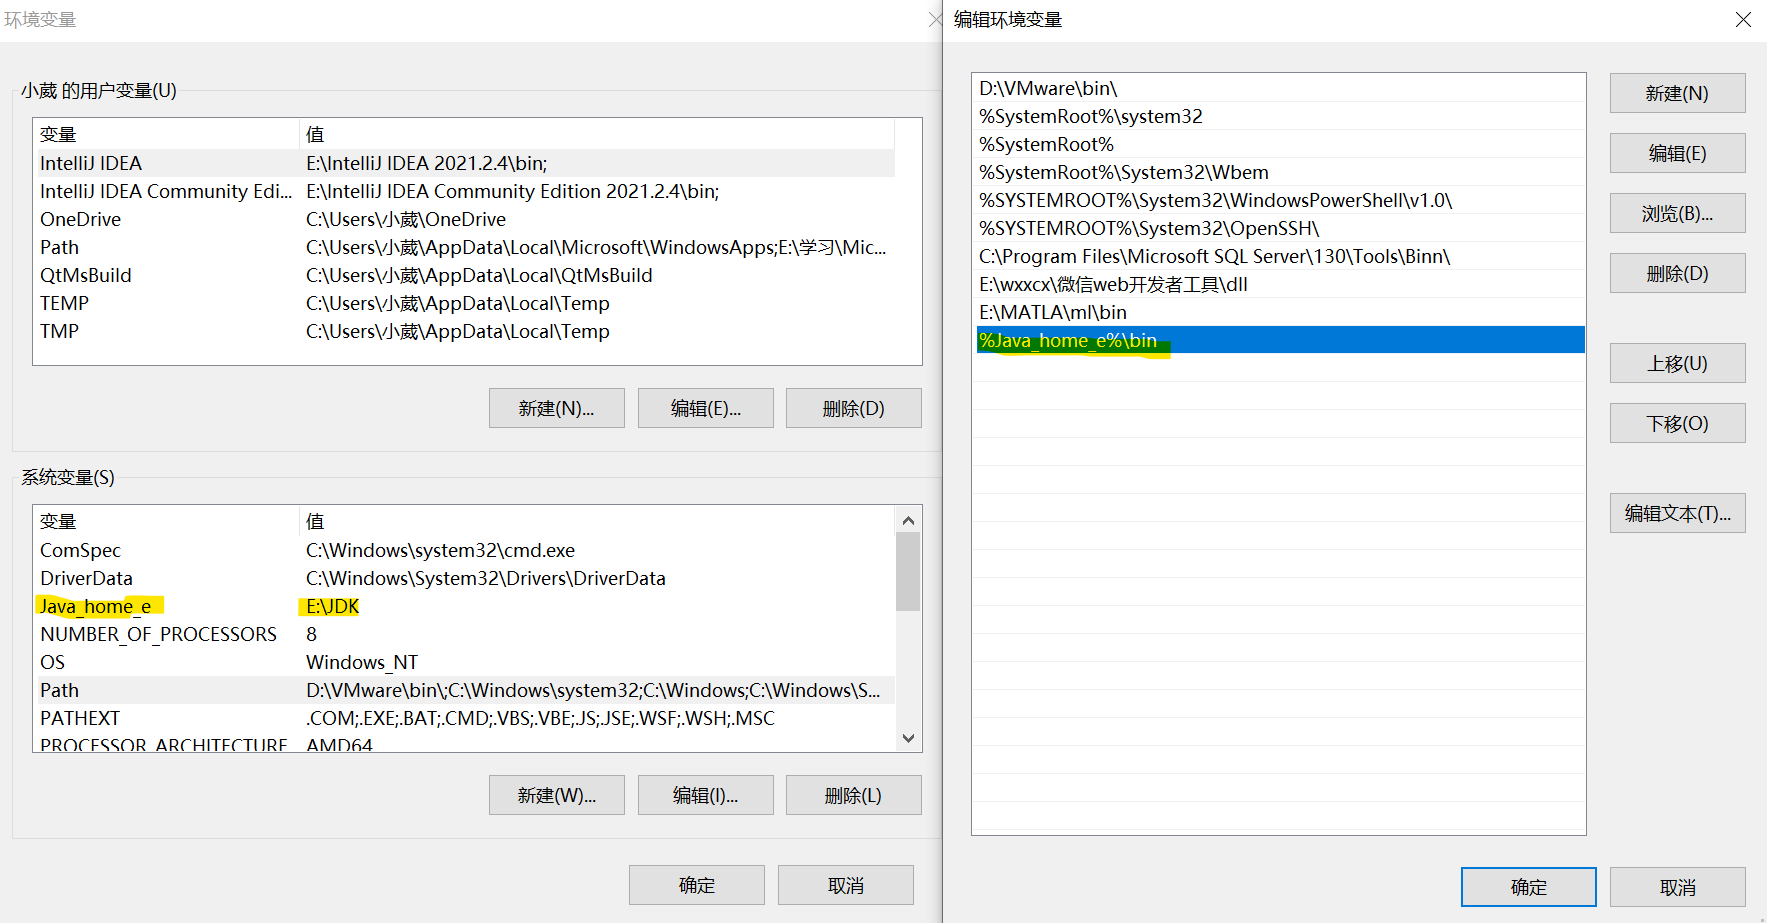 环境变量
小葳 的用户变量(U)
变量 值
IntelliJ IDEA E:\IntelliJ IDEA 2021.2.4\bin;
IntelliJ IDEA Community Edi... E:\IntelliJ IDEA Community Edition 2021.2.4\bin;
OneDrive C:\Users\小葳\OneDrive
Path C:\Users\小葳\AppData\Local\Microsoft\WindowsApps;E:\学习\Mic...
QtMsBuild C:\Users\小葳\AppData\Local\QtMsBuild
TEMP C:\Users\小葳\AppData\Local\Temp
TMP C:\Users\小葳\AppData\Local\Temp
新建(N)... 编辑(E)... 删除(D)
系统变量(S)
变量 值
ComSpec C:\Windows\system32\cmd.exe
DriverData C:\Windows\System32\Drivers\DriverData
Java_home_e E:\JDK
NUMBER_OF_PROCESSORS 8
OS Windows_NT
Path D:\VMware\bin\;C:\Windows\system32;C:\Windows;C:\Windows\S...
PATHEXT .COM;.EXE;.BAT;.CMD;.VBS;.VBE;.JS;.JSE;.WSF;.WSH;.MSC
PROCESSOR_ARCHITECTURE AMD64
新建(W)... 编辑(I)... 删除(L)
确定 取消
编辑环境变量
D:\VMware\bin\
%SystemRoot%\system32
%SystemRoot%
%SystemRoot%\System32\Wbem
%SYSTEMROOT%\System32\WindowsPowerShell\v1.0\
%SYSTEMROOT%\System32\OpenSSH\
C:\Program Files\Microsoft SQL Server\130\Tools\Binn\
E:\wxxcx\微信web开发者工具\dll
E:\MATLA\ml\bin
%Java_home_e%\bin
新建(N)
编辑(E)
浏览(B)...
删除(D)
上移(U)
下移(O)
编辑文本(T)...
确定 取消